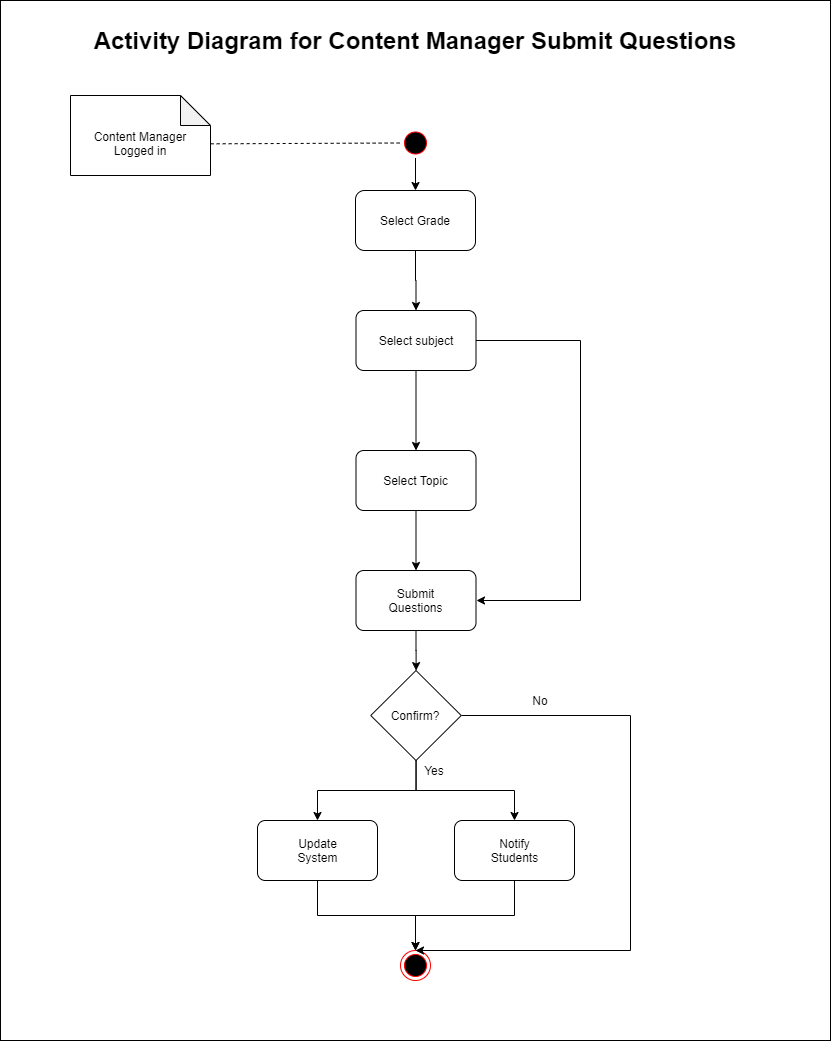 Activity Diagram for Content Manager Submit Questions
Content Manager
Logged in
Select Grade
Select subject
Select Topic
Submit
Questions
Confirm?
No
Yes
Update
System
Notify
Students